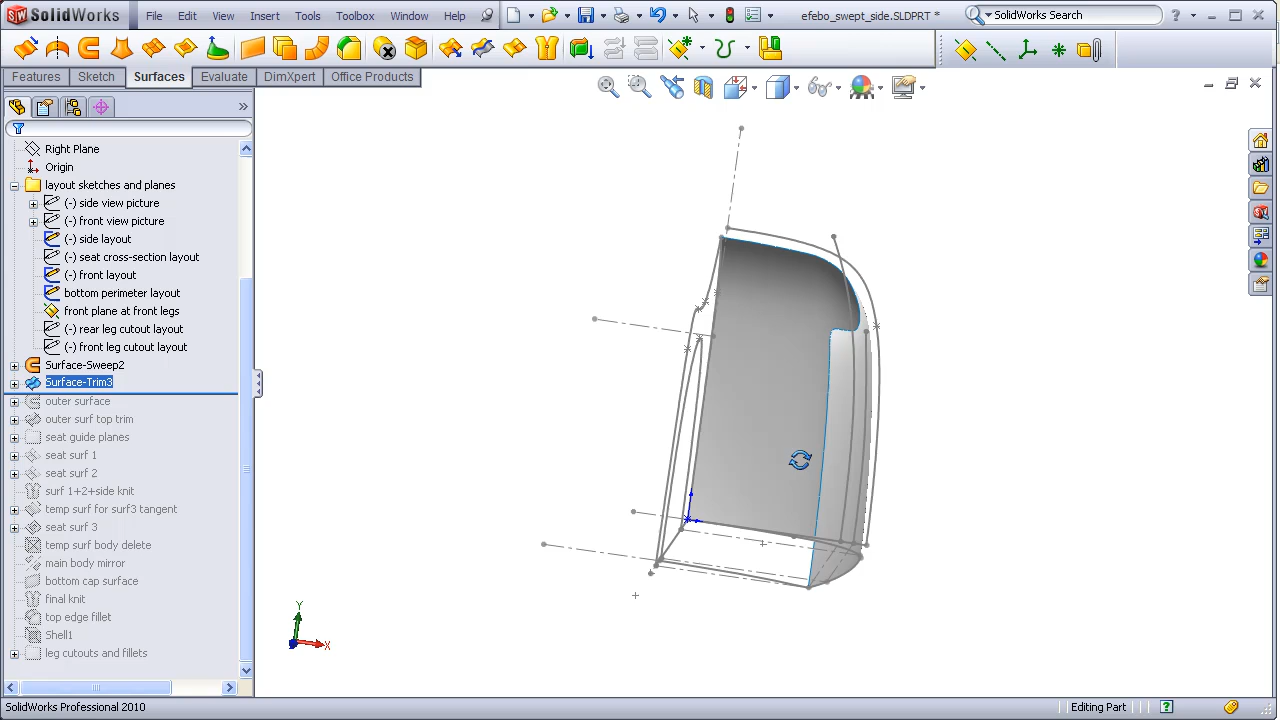 SolidWorks File Edit View Insert Tools Toolbox Window Help efebo_swept_side.SLDPRT * SolidWorks Search
Features Sketch Surfaces Evaluate DimXpert Office Products
Right Plane
Origin
layout sketches and planes
(-) side view picture
(-) front view picture
(-) side layout
(-) seat cross-section layout
(-) front layout
bottom perimeter layout
front plane at front legs
(-) rear leg cutout layout
(-) front leg cutout layout
Surface-Sweep2
Surface-Trim3
outer surface
outer surf top trim
seat guide planes
seat surf 1
seat surf 2
surf 1+2+side knit
temp surf for surf3 tangent
seat surf 3
temp surf body delete
main body mirror
bottom cap surface
final knit
top edge fillet
Shell1
leg cutouts and fillets
Y
X
SolidWorks Professional 2010 Editing Part